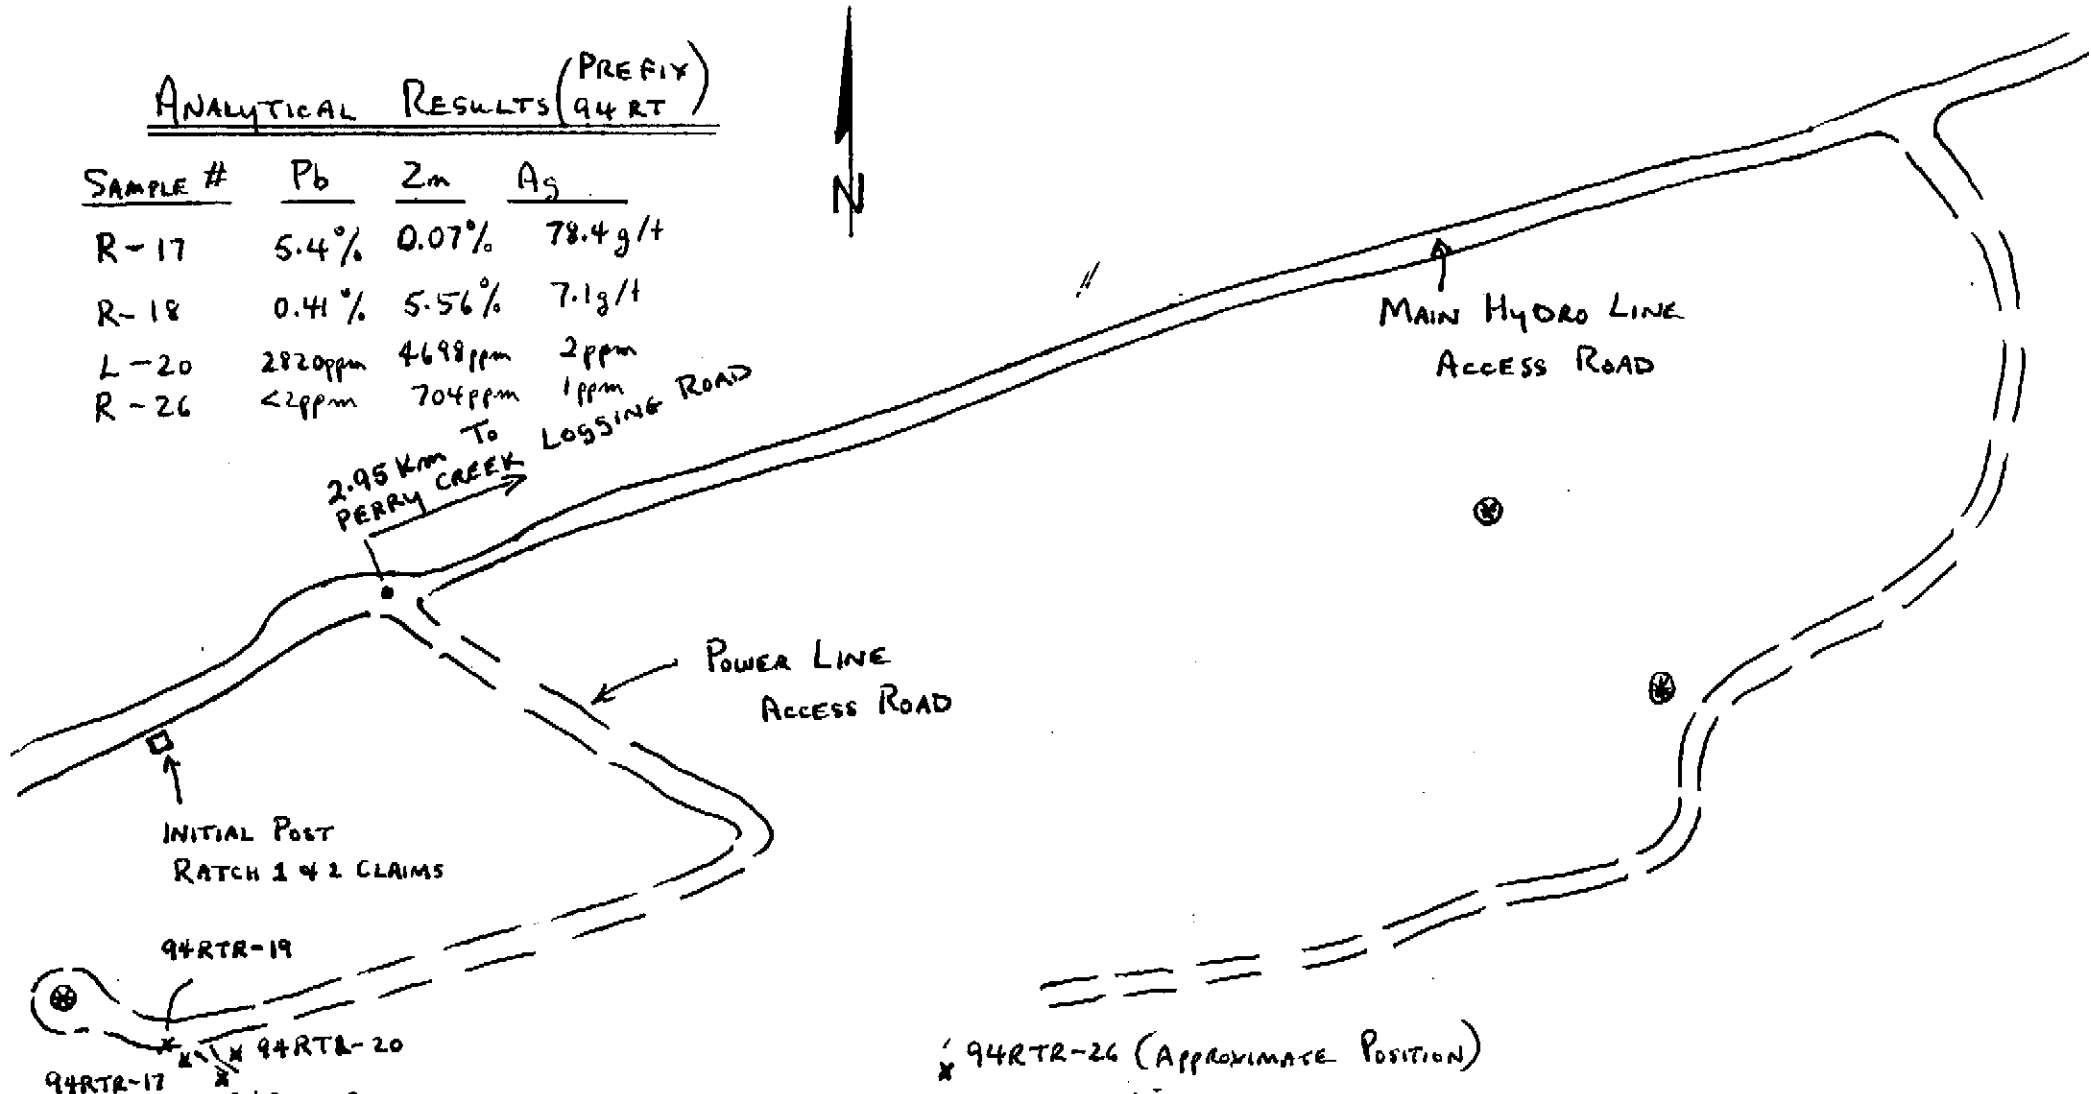 ANALYTICAL RESULTS (PREFIX 94 RT)
SAMPLE # Pb Zn Ag
R-17 5.4% 0.07% 78.4 g/t
R-18 0.41% 5.56% 7.1 g/t
L-20 2820ppm 4698ppm 2ppm
R-26 <2ppm 704ppm 1ppm
N
2.95 Km To
PERRY CREEK LOGGING ROAD
MAIN HYDRO LINE
ACCESS ROAD
POWER LINE
ACCESS ROAD
INITIAL POST
RATCH 1 & 2 CLAIMS
94RTR-19
94RTL-20
94RTR-17
94RTR-26 (APPROXIMATE POSITION)